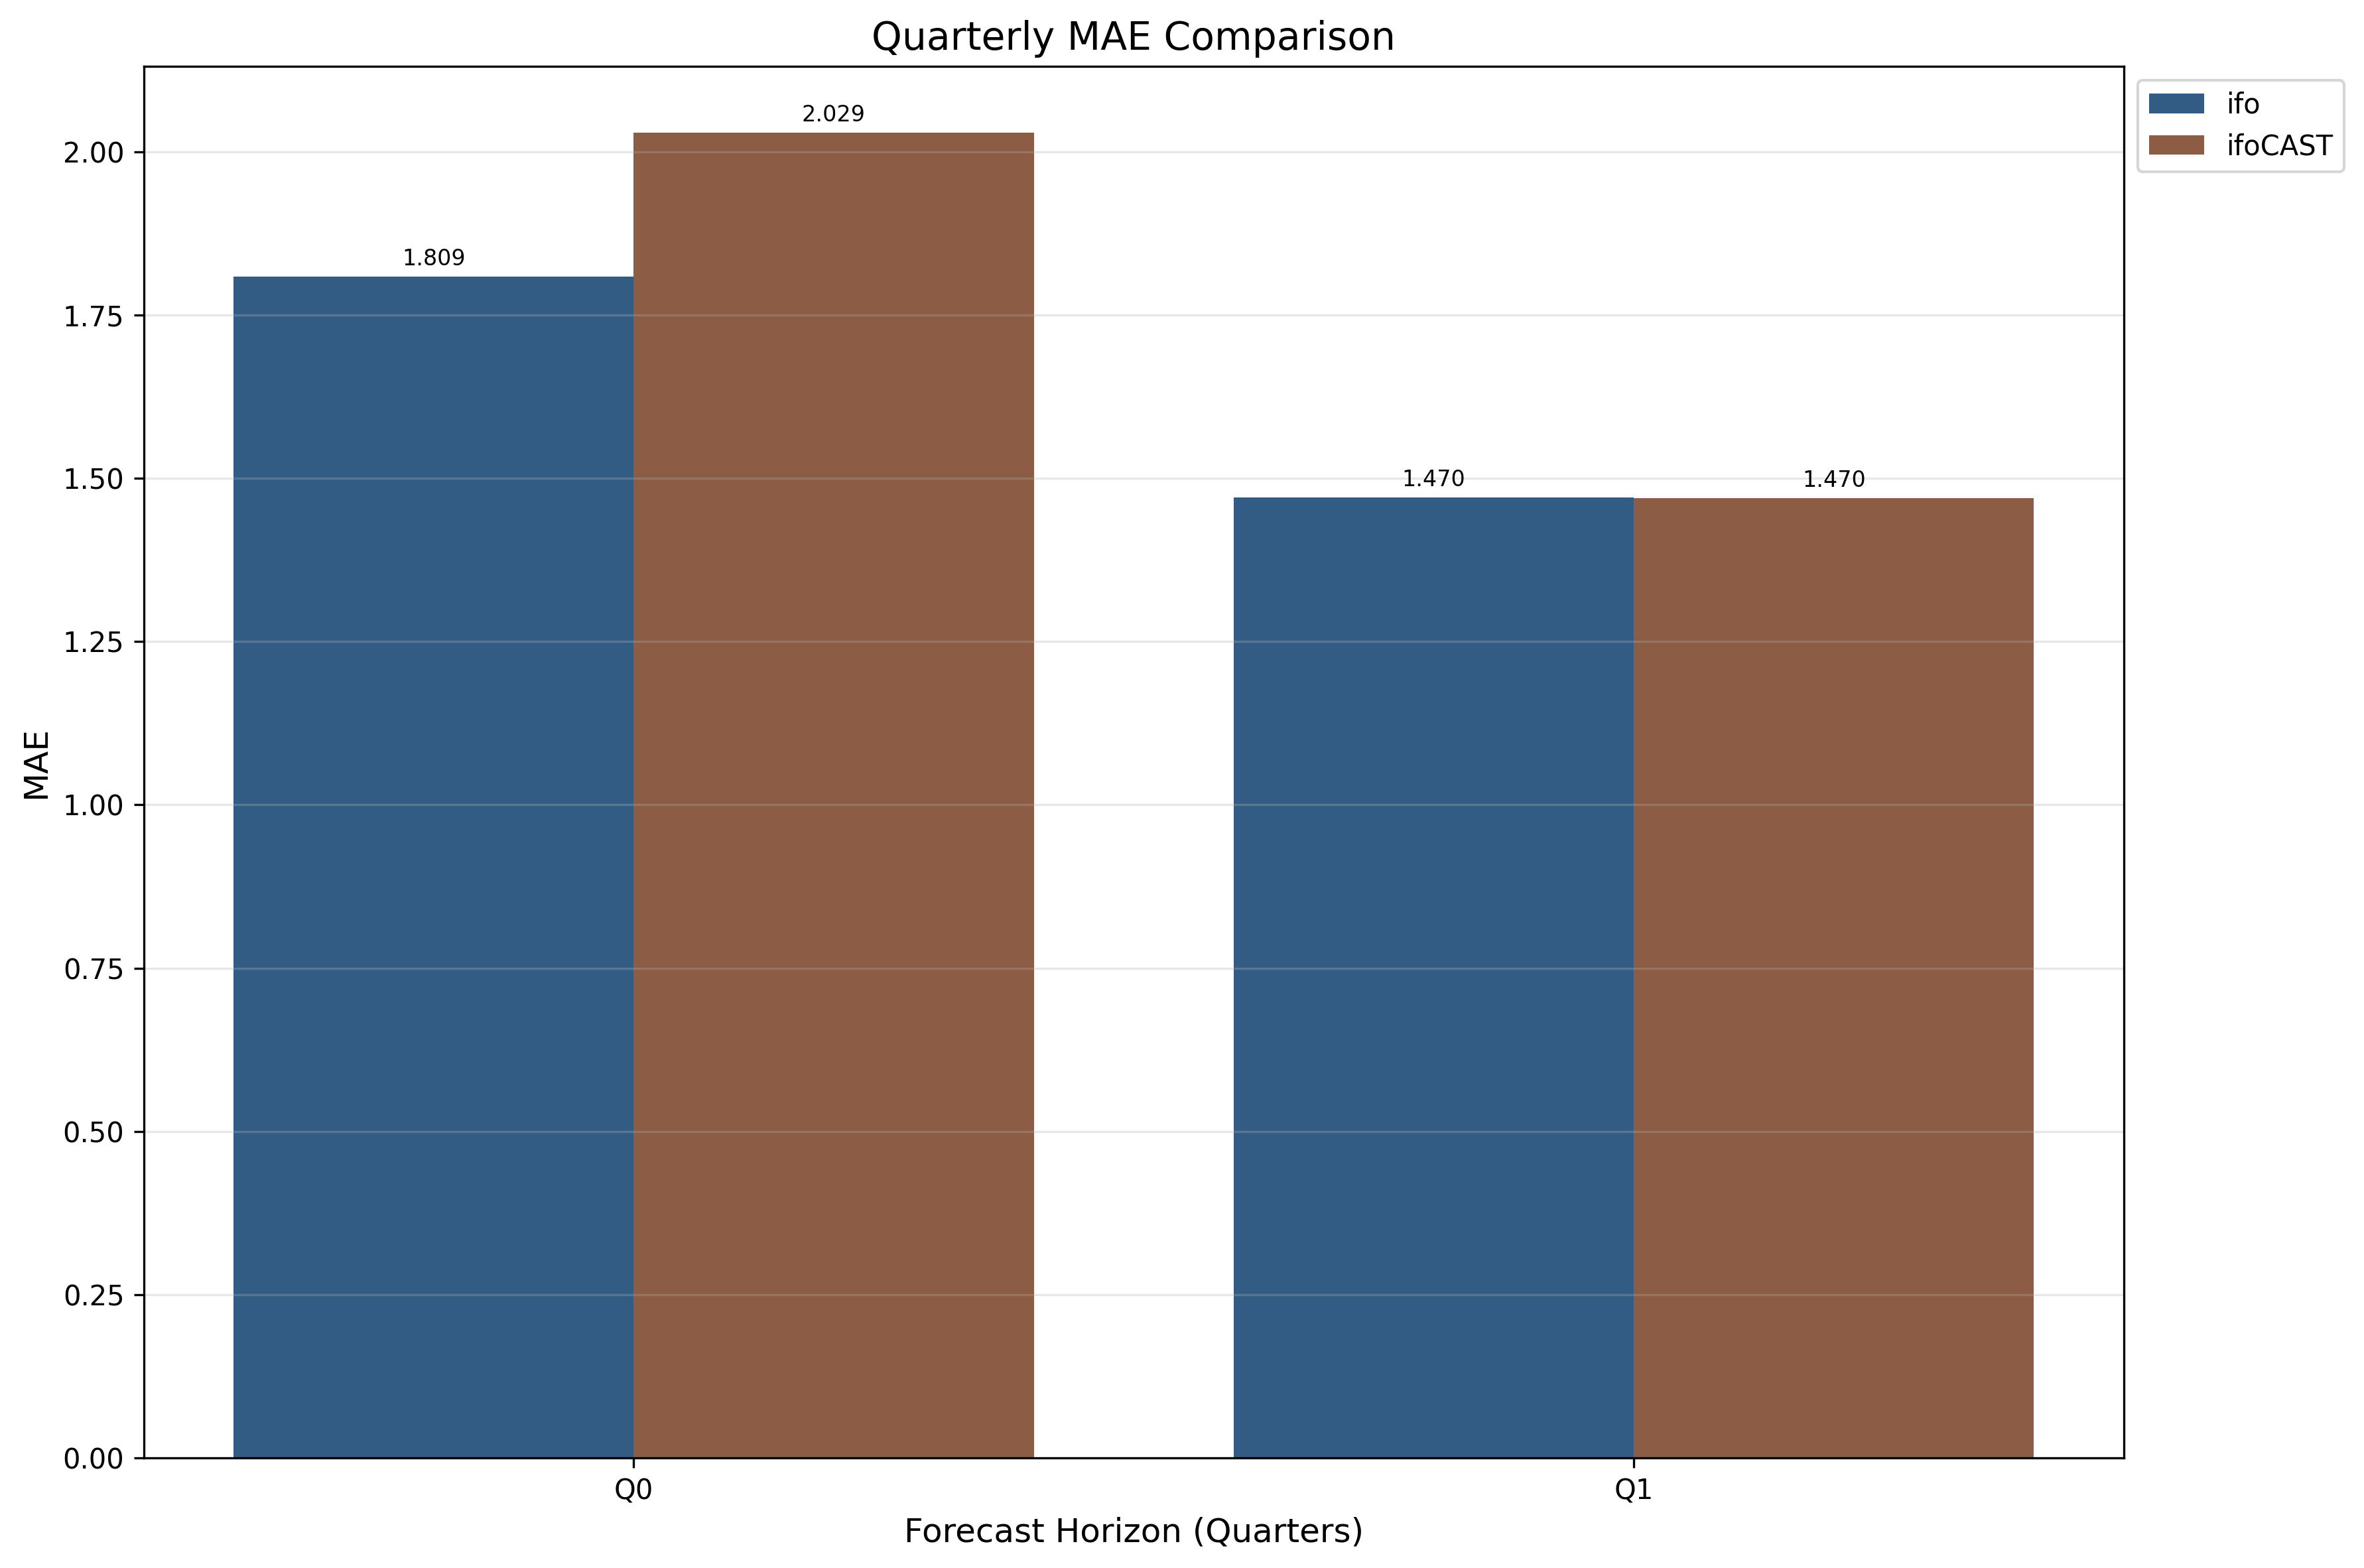 Quarterly MAE Comparison
ifo
ifoCAST
MAE
2.00
1.75
1.50
1.25
1.00
0.75
0.50
0.25
0.00
1.809
2.029
1.470
1.470
Q0
Q1
Forecast Horizon (Quarters)